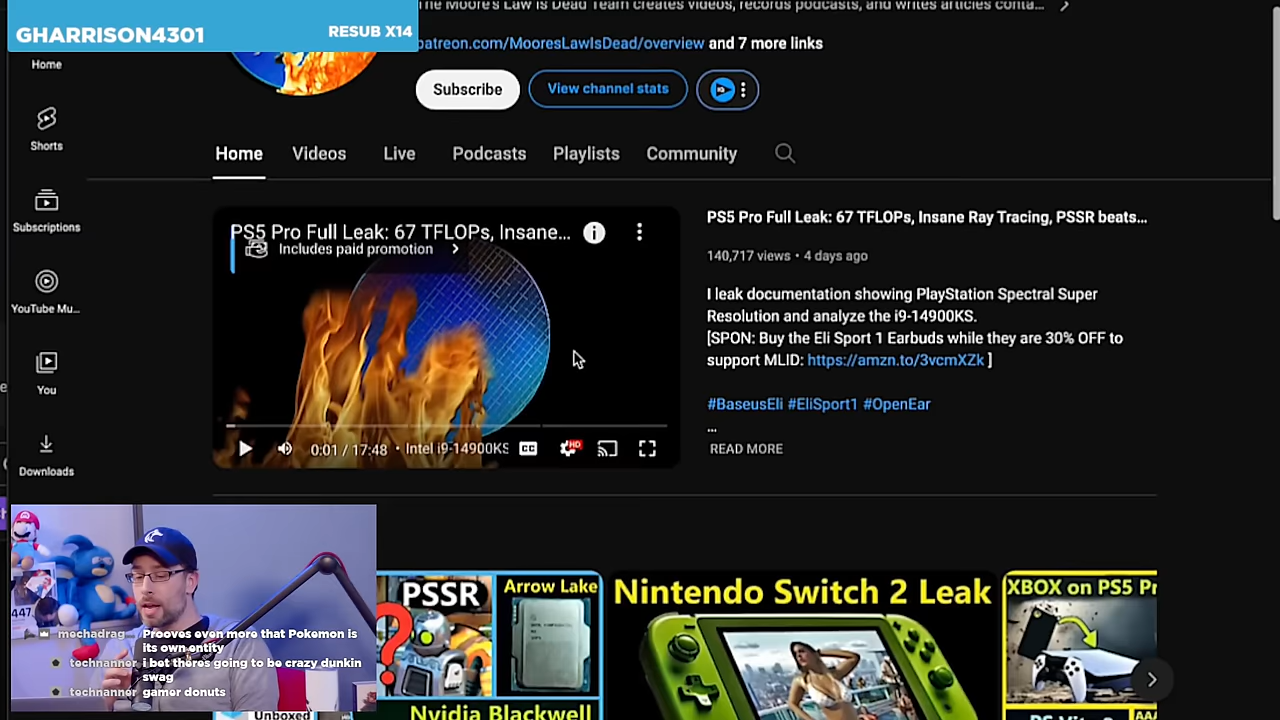 GHARRISON4301
RESUB X14
The Moore's Law Is Dead Team creates videos, records podcasts, and writes articles conta...
patreon.com/MooresLawIsDead/overview and 7 more links
Subscribe
View channel stats
Home
Shorts
Subscriptions
YouTube Mu...
You
Downloads
Home
Videos
Live
Podcasts
Playlists
Community
PS5 Pro Full Leak: 67 TFLOPs, Insane...
Includes paid promotion
0:01 / 17:48 • Intel i9-14900KS
CC
HD
PS5 Pro Full Leak: 67 TFLOPs, Insane Ray Tracing, PSSR beats...
140,717 views • 4 days ago
I leak documentation showing PlayStation Spectral Super
Resolution and analyze the i9-14900KS.
[SPON: Buy the Eli Sport 1 Earbuds while they are 30% OFF to
support MLID: https://amzn.to/3vcmXZk ]
#BaseusEli #EliSport1 #OpenEar
...
READ MORE
447.
mechadrag Prooves even more that Pokemon is
its own entity
technanner i bet theres going to be crazy dunkin
swag
technanner gamer donuts
PSSR
?
Arrow Lake
Nvidia Blackwell
Unboxed
Nintendo Switch 2 Leak
XBOX on PS5 Pr
PS Vita